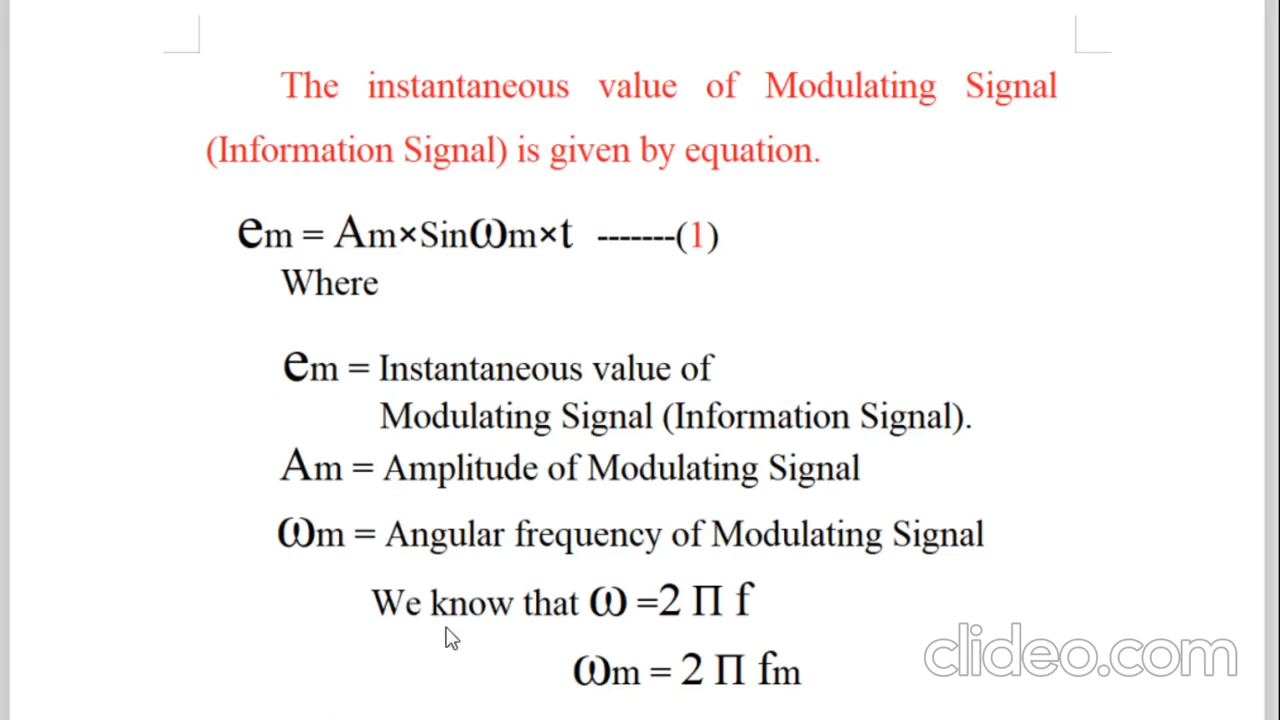 The instantaneous value of Modulating Signal
(Information Signal) is given by equation.
em = Am×Sinωm×t -------(1)
Where
em = Instantaneous value of
Modulating Signal (Information Signal).
Am = Amplitude of Modulating Signal
ωm = Angular frequency of Modulating Signal
We know that ω =2 Π f
ωm = 2 Π fm
clideo.com